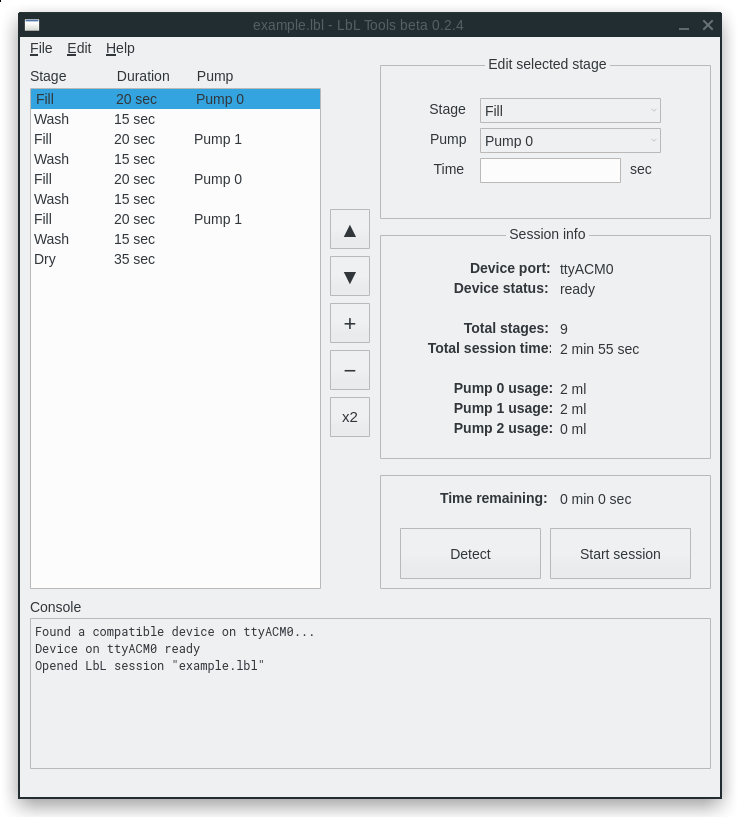 example.lbl - LbL Tools beta 0.2.4
File Edit Help
Stage Duration Pump
Fill 20 sec Pump 0
Wash 15 sec
Fill 20 sec Pump 1
Wash 15 sec
Fill 20 sec Pump 0
Wash 15 sec
Fill 20 sec Pump 1
Wash 15 sec
Dry 35 sec
▲
▼
+
−
x2
Edit selected stage
Stage Fill
Pump Pump 0
Time sec
Session info
Device port: ttyACM0
Device status: ready
Total stages: 9
Total session time: 2 min 55 sec
Pump 0 usage: 2 ml
Pump 1 usage: 2 ml
Pump 2 usage: 0 ml
Time remaining: 0 min 0 sec
Detect Start session
Console
Found a compatible device on ttyACM0...
Device on ttyACM0 ready
Opened LbL session "example.lbl"